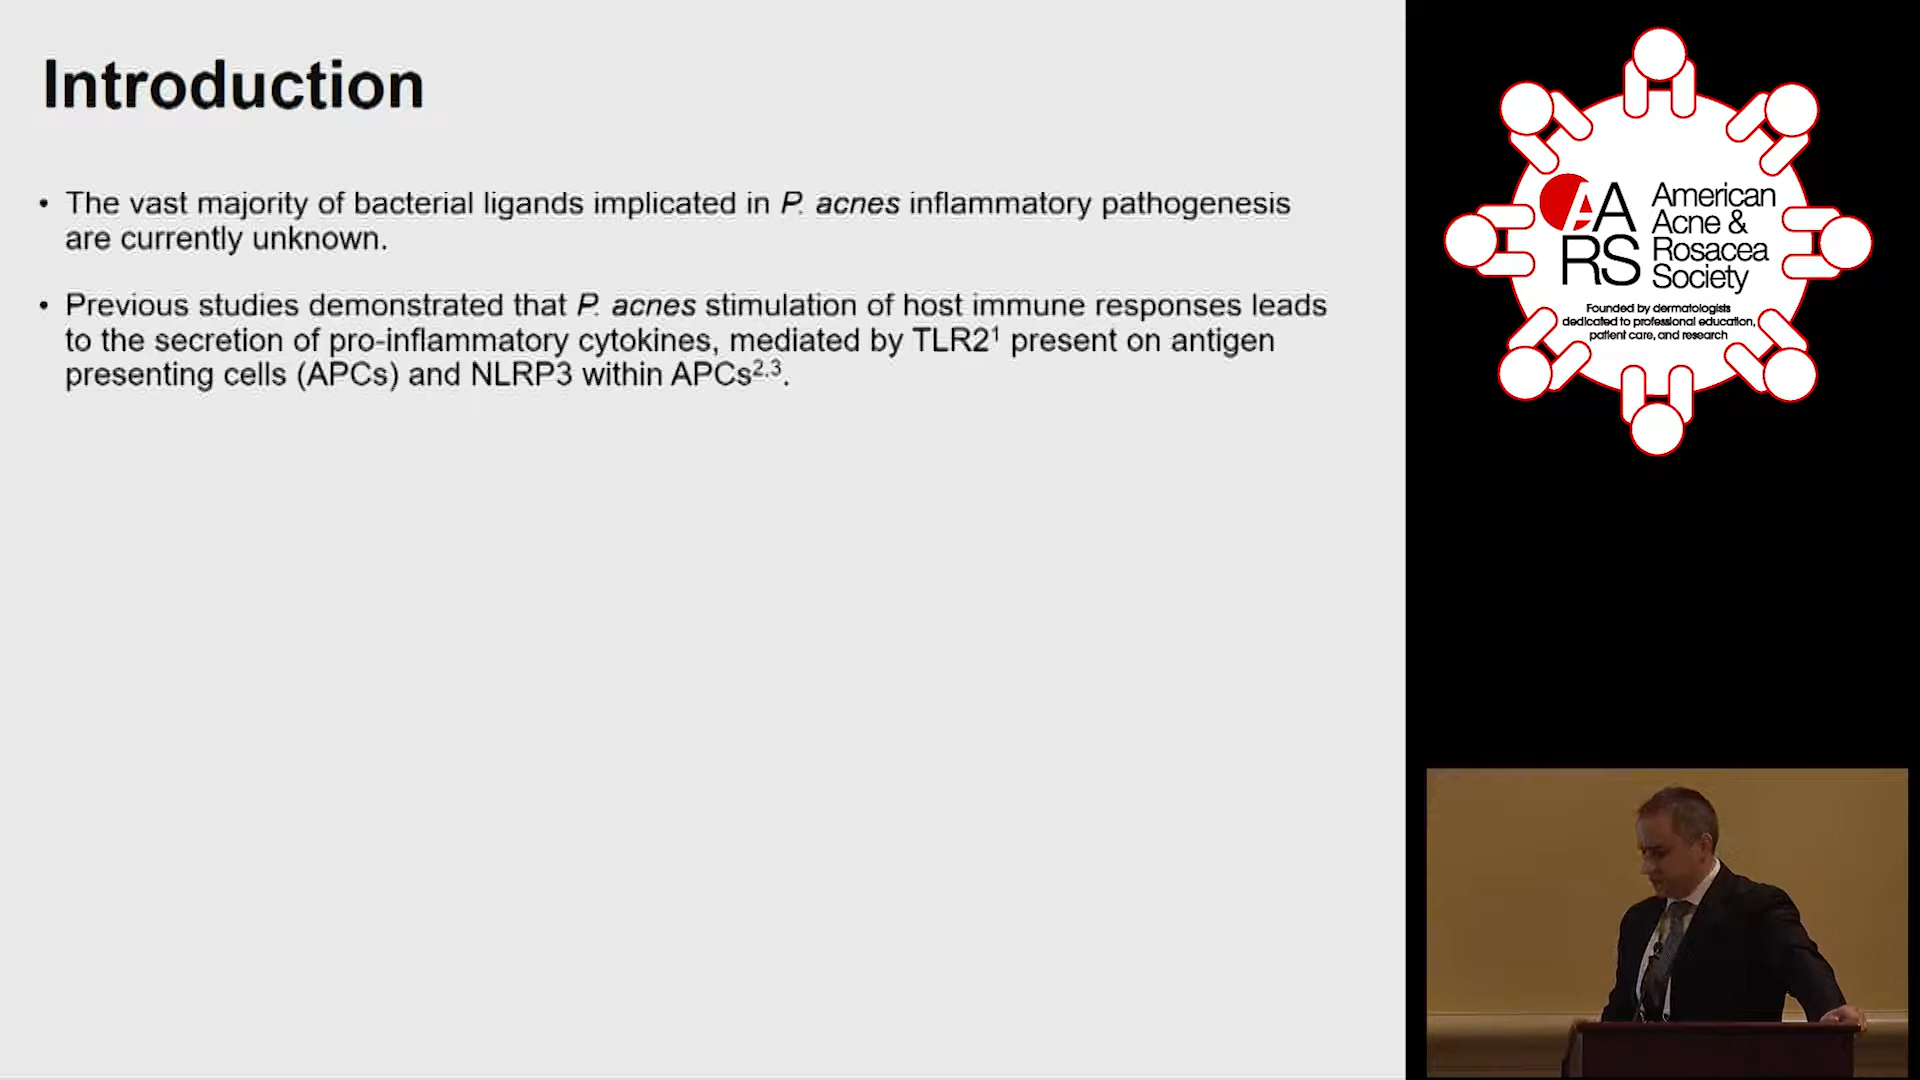 Introduction
• The vast majority of bacterial ligands implicated in P. acnes inflammatory pathogenesis
are currently unknown.
• Previous studies demonstrated that P. acnes stimulation of host immune responses leads
to the secretion of pro-inflammatory cytokines, mediated by TLR2¹ present on antigen
presenting cells (APCs) and NLRP3 within APCs²,³.
AA
RS
American
Acne &
Rosacea
Society
Founded by dermatologists
dedicated to professional education,
patient care, and research